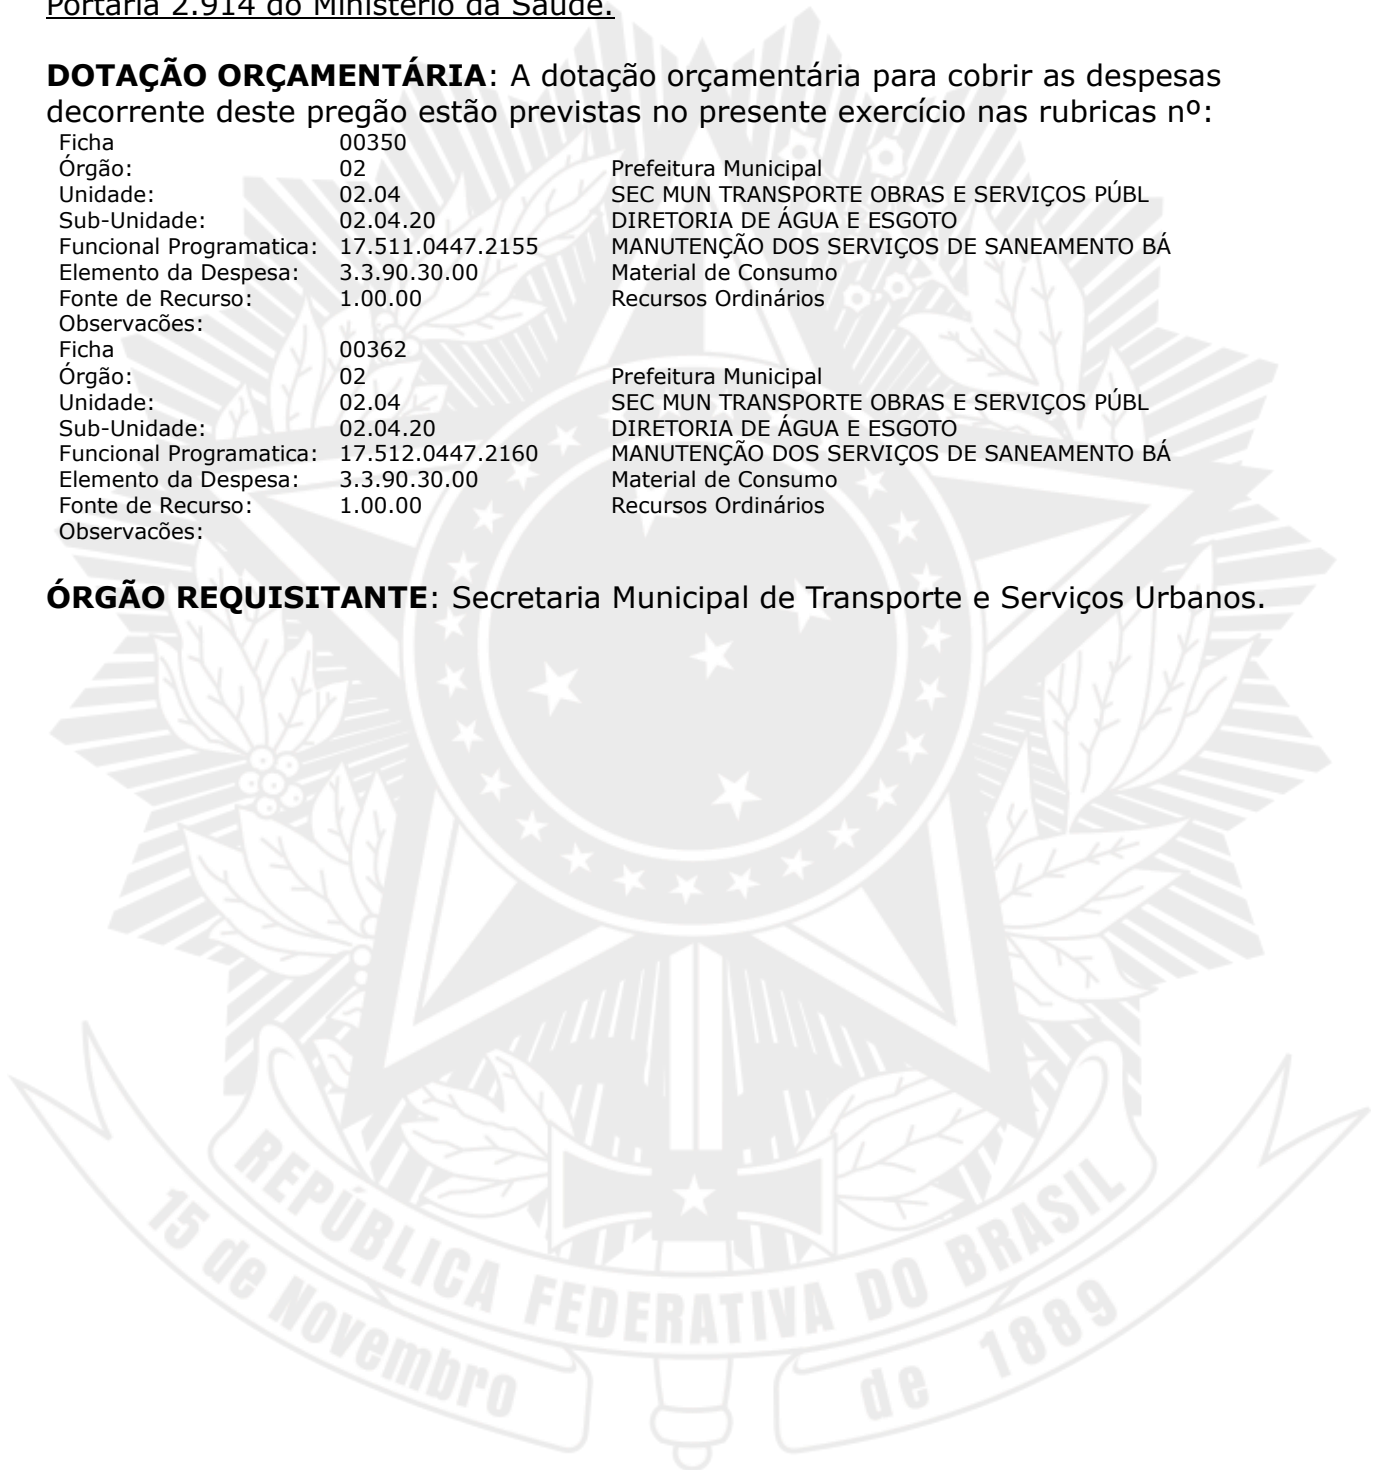 Portaria 2.914 do Ministério da Saúde.
DOTAÇÃO ORÇAMENTÁRIA: A dotação orçamentária para cobrir as despesas
decorrente deste pregão estão previstas no presente exercício nas rubricas nº:
Ficha 00350
Órgão: 02 Prefeitura Municipal
Unidade: 02.04 SEC MUN TRANSPORTE OBRAS E SERVIÇOS PÚBL
Sub-Unidade: 02.04.20 DIRETORIA DE ÁGUA E ESGOTO
Funcional Programatica: 17.511.0447.2155 MANUTENÇÃO DOS SERVIÇOS DE SANEAMENTO BÁ
Elemento da Despesa: 3.3.90.30.00 Material de Consumo
Fonte de Recurso: 1.00.00 Recursos Ordinários
Observacões:
Ficha 00362
Órgão: 02 Prefeitura Municipal
Unidade: 02.04 SEC MUN TRANSPORTE OBRAS E SERVIÇOS PÚBL
Sub-Unidade: 02.04.20 DIRETORIA DE ÁGUA E ESGOTO
Funcional Programatica: 17.512.0447.2160 MANUTENÇÃO DOS SERVIÇOS DE SANEAMENTO BÁ
Elemento da Despesa: 3.3.90.30.00 Material de Consumo
Fonte de Recurso: 1.00.00 Recursos Ordinários
Observacões:
ÓRGÃO REQUISITANTE: Secretaria Municipal de Transporte e Serviços Urbanos.
REPÚBLICA FEDERATIVA DO BRASIL
15 de Novembro de 1889